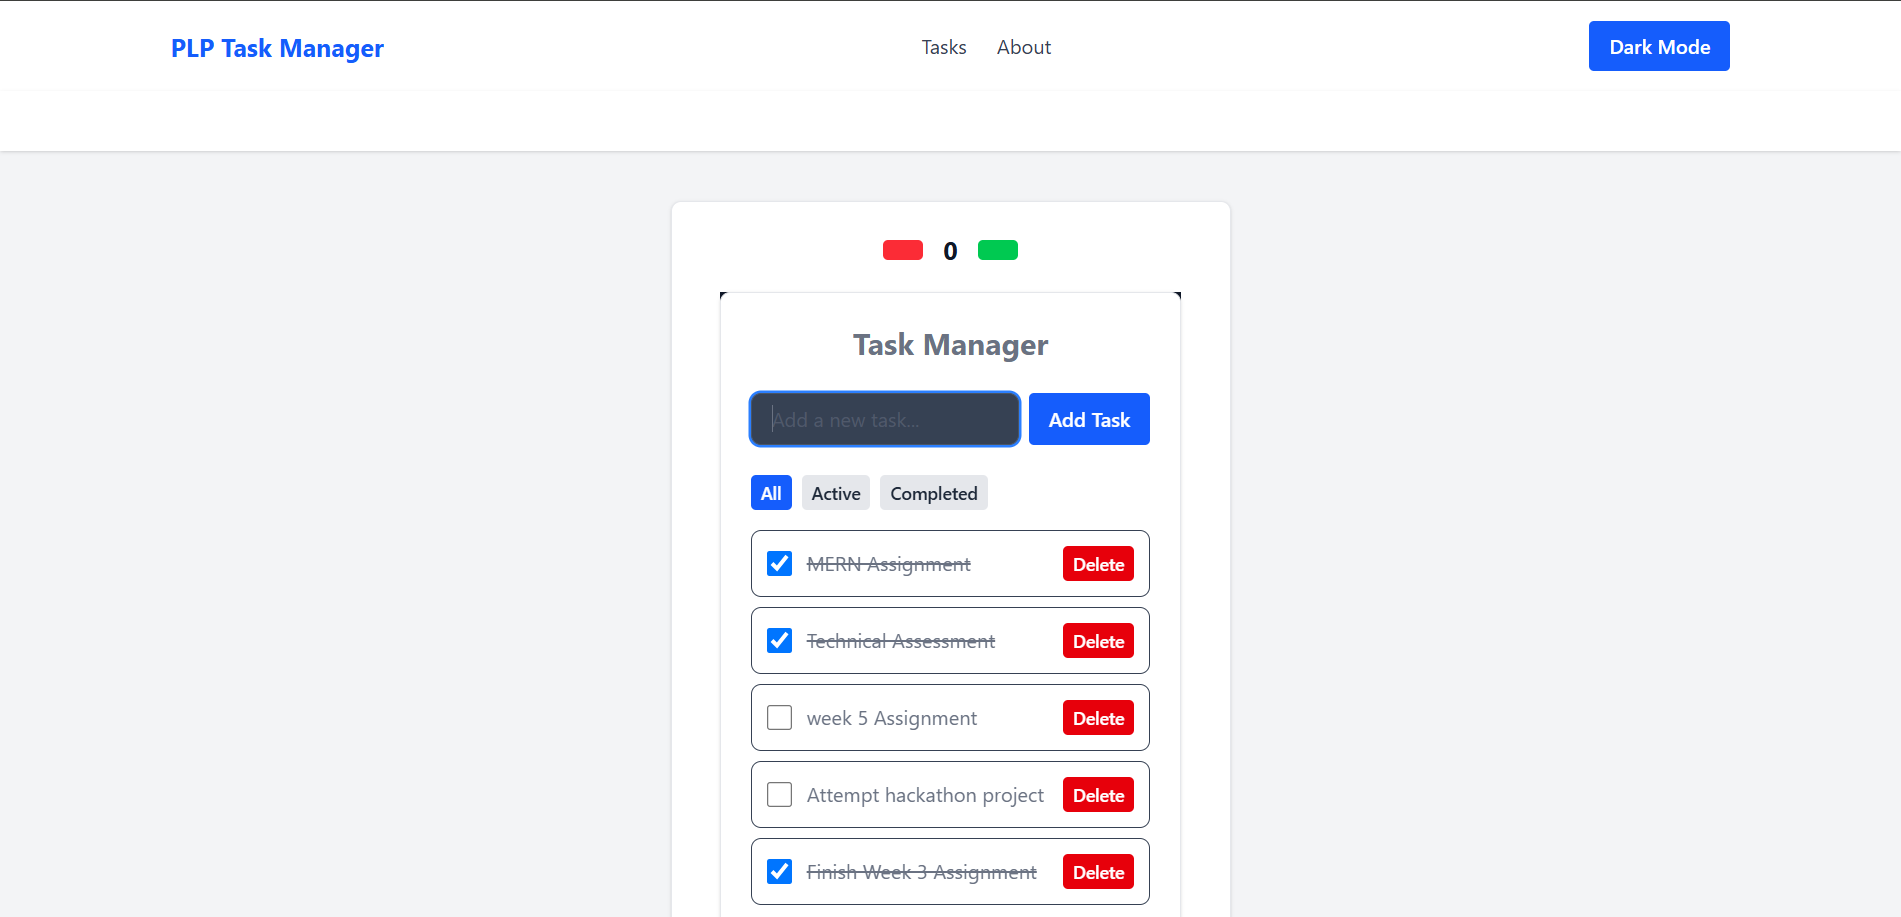 PLP Task Manager
Tasks About
Dark Mode
0
Task Manager
Add a new task...
Add Task
All Active Completed
MERN Assignment Delete
Technical Assessment Delete
week 5 Assignment Delete
Attempt hackathon project Delete
Finish Week 3 Assignment Delete